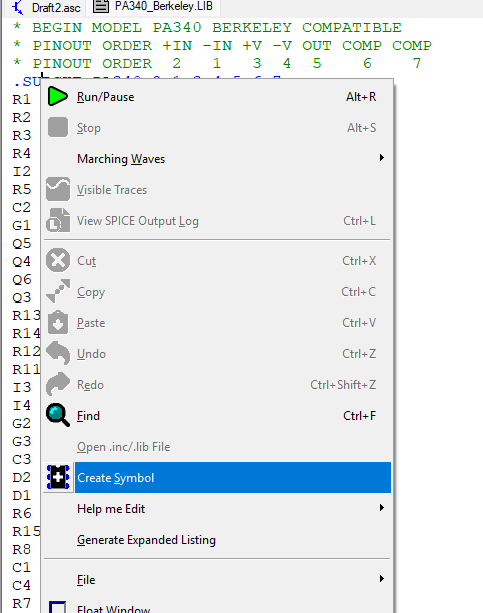 Draft2.asc PA340_Berkeley.LIB
* BEGIN MODEL PA340 BERKELEY COMPATIBLE
* PINOUT ORDER +IN -IN +V -V OUT COMP COMP
* PINOUT ORDER 2 1 3 4 5 6 7
R1
Run/Pause Alt+R
R2
Stop Alt+S
R3
R4
Marching Waves
I2
R5
Visible Traces
C2
G1
View SPICE Output Log Ctrl+L
Q5
Q4
Cut Ctrl+X
Q6
Q3
Copy Ctrl+C
R13
Paste Ctrl+V
R14
R12
Undo Ctrl+Z
R11
I3
Redo Ctrl+Shift+Z
I4
G2
Find Ctrl+F
G3
Open .inc/.lib File
C3
D2
Create Symbol
D1
R6
Help me Edit
R15
R8
Generate Expanded Listing
C1
C4
File
R7
Float Window